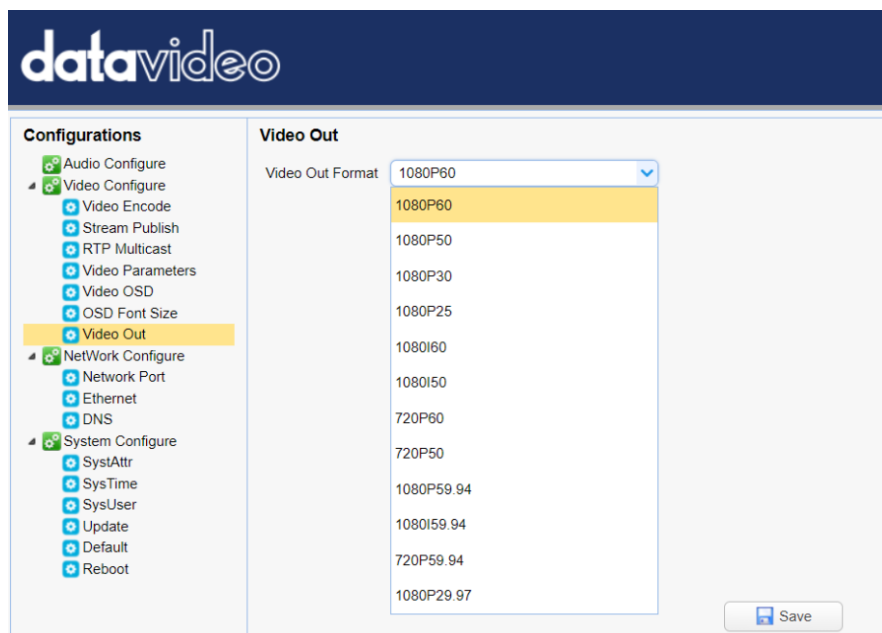 datavideo
Configurations
Audio Configure
Video Configure
Video Encode
Stream Publish
RTP Multicast
Video Parameters
Video OSD
OSD Font Size
Video Out
NetWork Configure
Network Port
Ethernet
DNS
System Configure
SystAttr
SysTime
SysUser
Update
Default
Reboot
Video Out
Video Out Format 1080P60
1080P60
1080P50
1080P30
1080P25
1080I60
1080I50
720P60
720P50
1080P59.94
1080I59.94
720P59.94
1080P29.97
Save